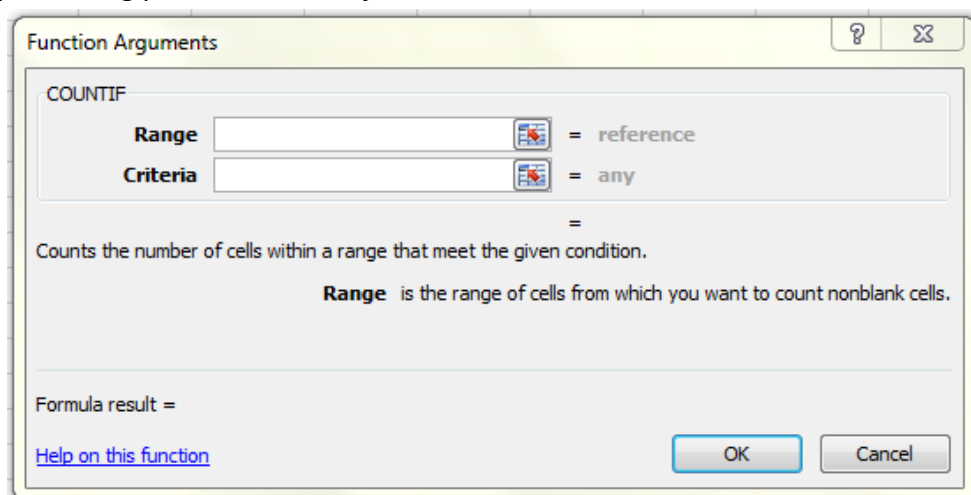 Function Arguments
COUNTIF
Range = reference
Criteria = any
=
Counts the number of cells within a range that meet the given condition.
Range is the range of cells from which you want to count nonblank cells.
Formula result =
Help on this function OK Cancel